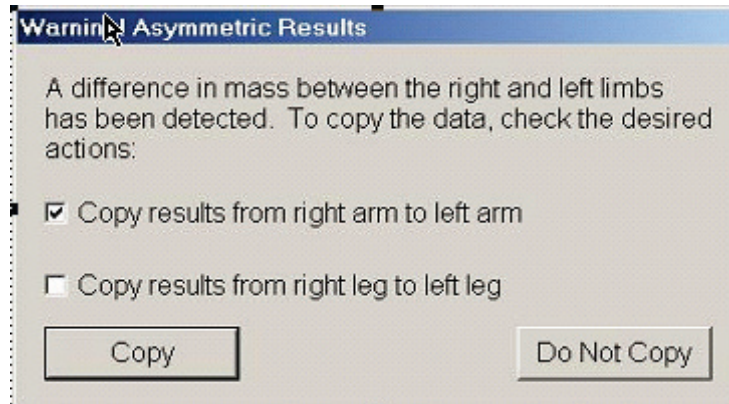 Warning! Asymmetric Results
A difference in mass between the right and left limbs
has been detected. To copy the data, check the desired
actions:
Copy results from right arm to left arm
Copy results from right leg to left leg
Copy
Do Not Copy